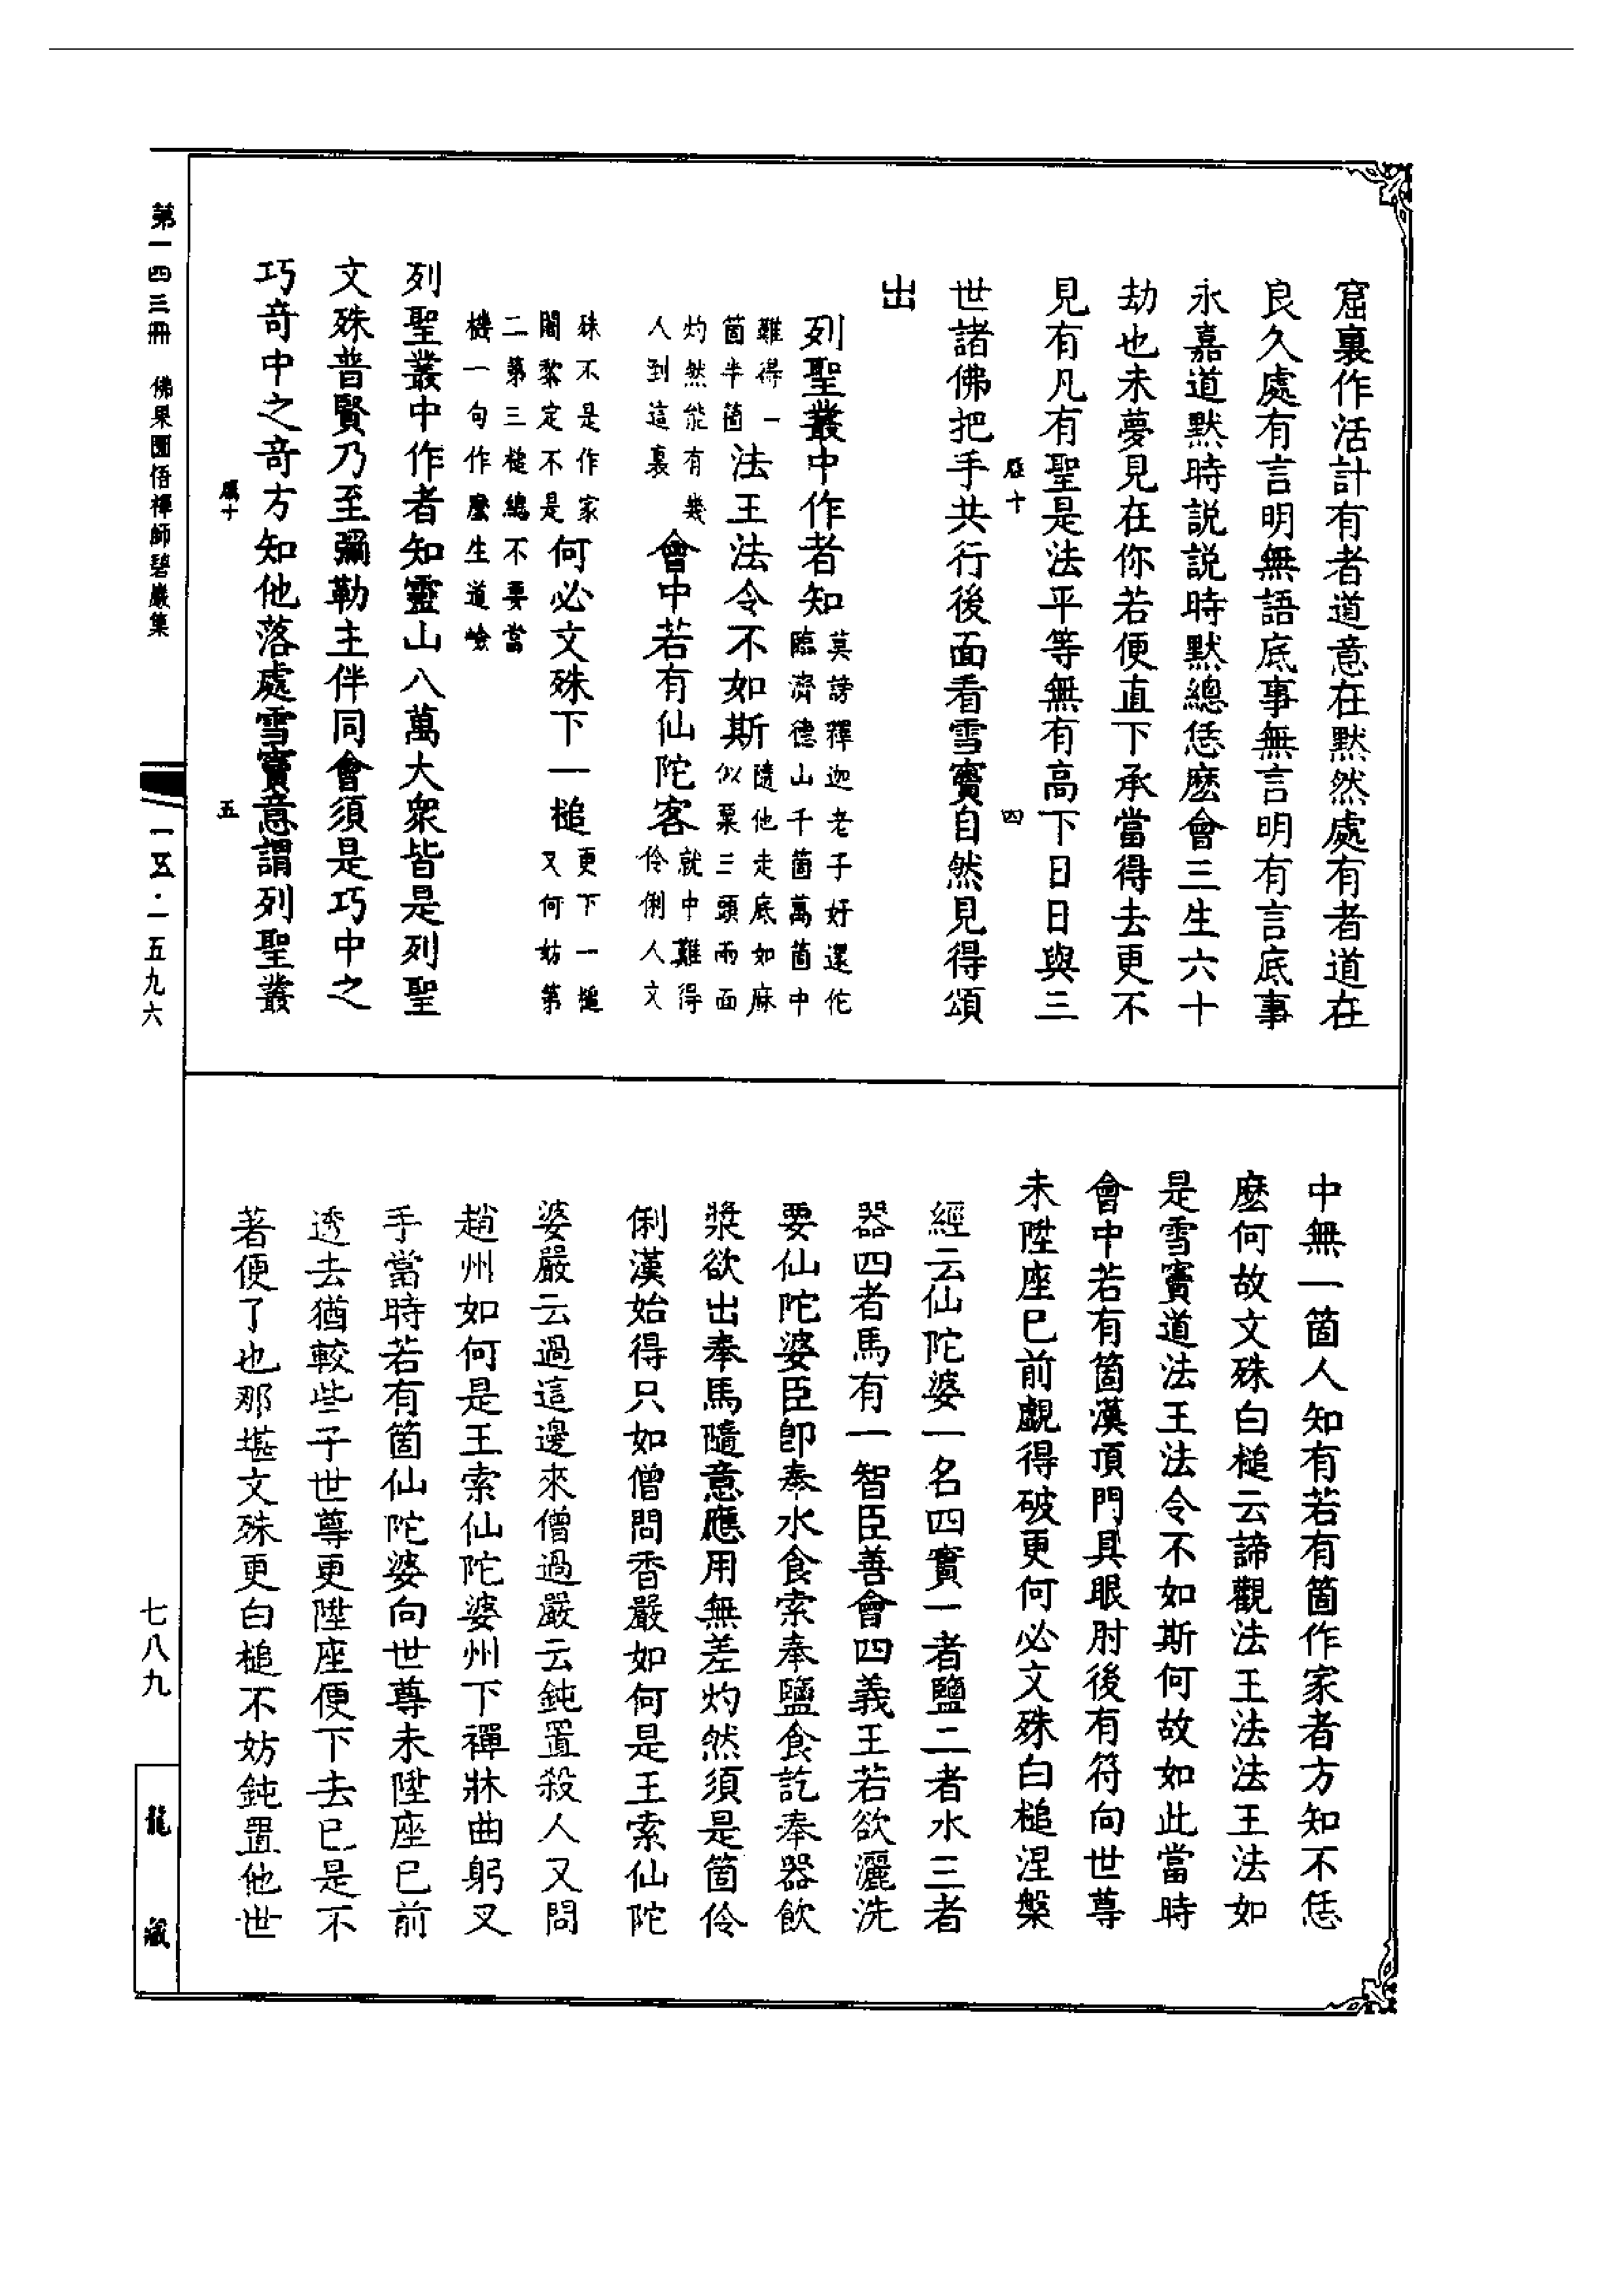 窟裏作活計有者道意在默然處有者道在
良久處有言明無語底事無言明有言底事
永嘉道默時説説時默總恁麽會三生六十
劫也未夢見在你若便直下承當得去更不
見有凡有聖是法平等無有高下日日與三
世諸佛把手共行後面看雪竇自然見得頌
出
列聖叢中作者知莫謗釋迦老子好還佗臨濟德山千箇萬箇中
難得一箇半箇法王法令不如斯隨他走底如麻似粟三頭兩面
灼然能有幾人到這裏會中若有仙陀客就中難得伶俐人文
殊不是作家闍黎定不是何必文殊下一槌更下一槌又何妨第
二第三槌總不要當機一句作麽生道嶮
列聖叢中作者知靈山八萬大衆皆是列聖
文殊普賢乃至彌勒主伴同會須是巧中之
巧奇中之奇方知他落處雪竇意謂列聖叢
中無一箇人知有若有箇作家者方知不恁
麽何故文殊白槌云諦觀法王法法王法如
是雪竇道法王法令不如斯何故如此當時
會中若有箇漢頂門具眼肘後有符向世尊
未陞座已前覷得破更何必文殊白槌涅槃
經云仙陀婆一名四實一者鹽二者水三者
器四者馬有一智臣善會四義王若欲灑洗
要仙陀婆臣卽奉水食索奉鹽食訖奉器飲
漿欲出奉馬隨意應用無差灼然須是箇伶
俐漢始得只如僧問香嚴如何是王索仙陀
婆嚴云過這邊來僧過嚴云鈍置殺人又問
趙州如何是王索仙陀婆州下禪牀曲躬叉
手當時若有箇仙陀婆向世尊未陞座已前
透去猶較些子世尊更陞座便下去已是不
著便了也那堪文殊更白槌不妨鈍置他世
四
五
第一四三冊 佛果圜悟禪師碧巖集
一五九六
七八九
龍藏